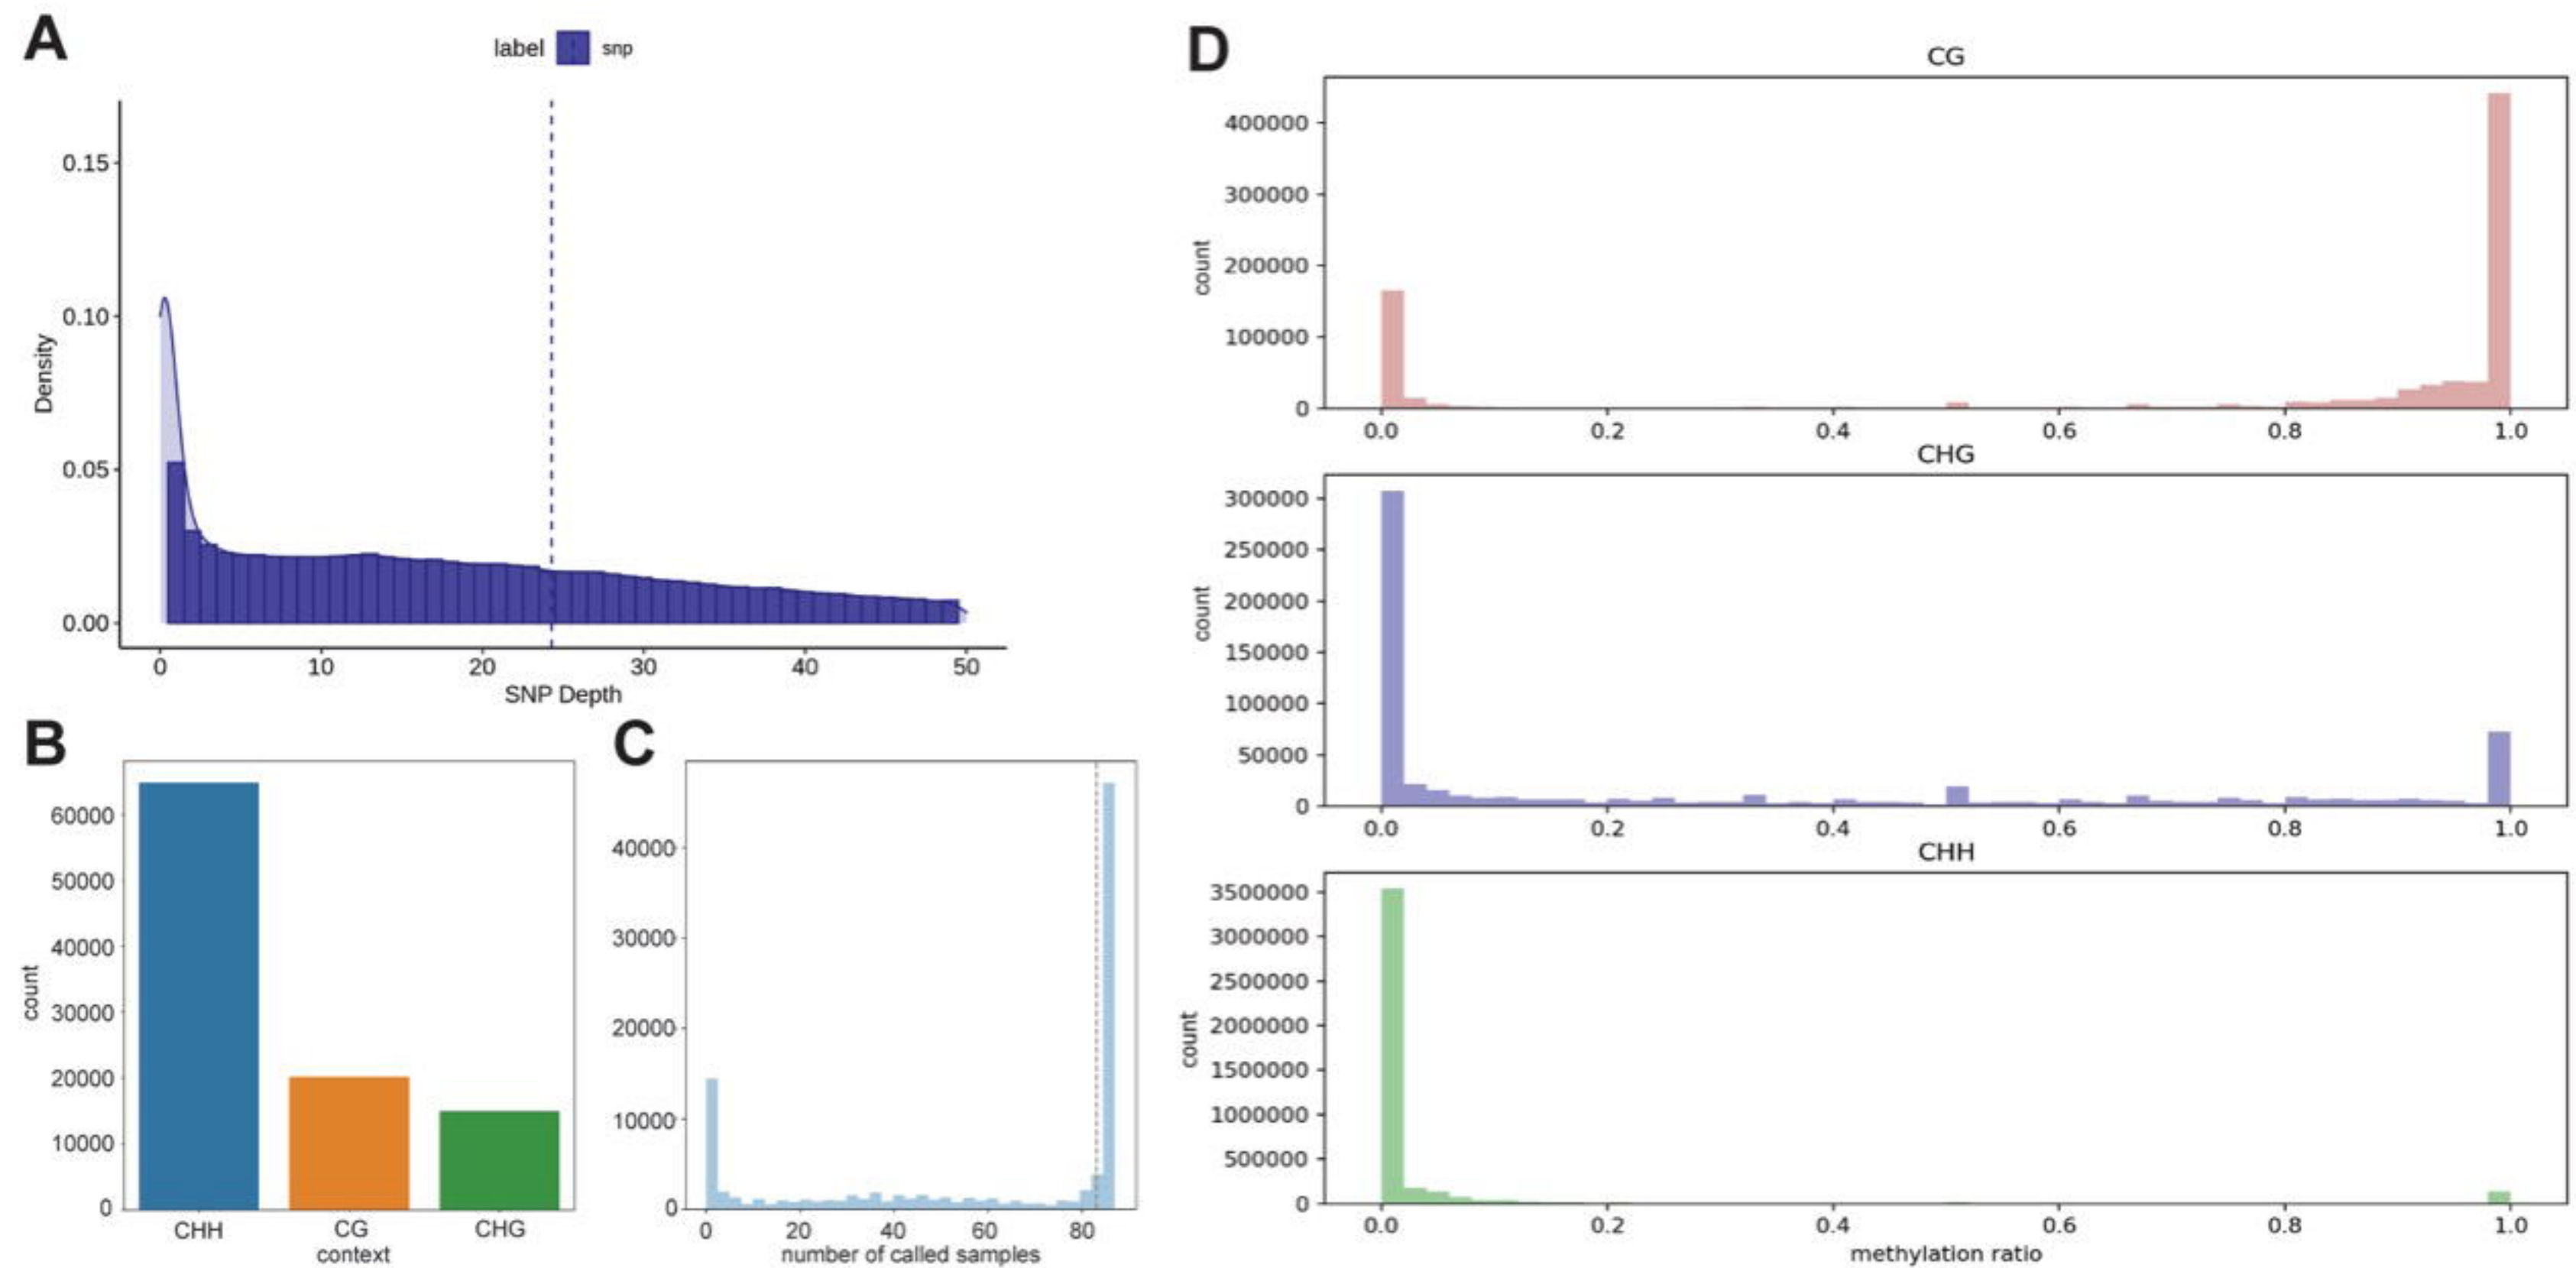 A
label snp
0.15
0.10
0.05
0.00
Density
0 10 20 30 40 50
SNP Depth
B
60000
50000
40000
30000
20000
10000
0
count
CHH CG CHG
context
C
40000
30000
20000
10000
0
0 20 40 60 80
number of called samples
D
CG
400000
300000
200000
100000
0
count
0.0 0.2 0.4 0.6 0.8 1.0
CHG
300000
250000
200000
150000
100000
50000
0
count
0.0 0.2 0.4 0.6 0.8 1.0
CHH
3500000
3000000
2500000
2000000
1500000
1000000
500000
0
count
0.0 0.2 0.4 0.6 0.8 1.0
methylation ratio